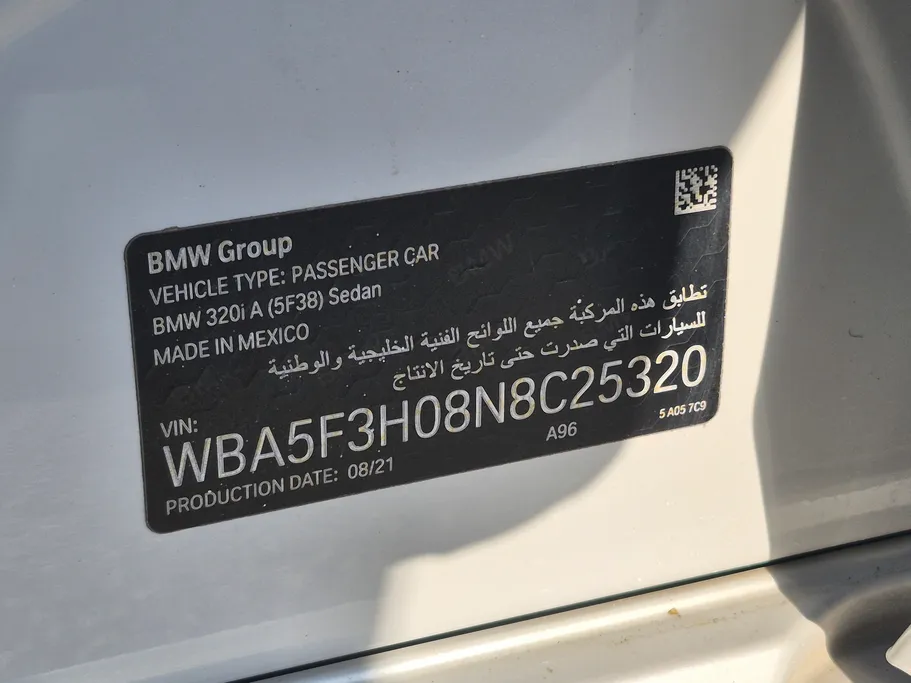 BMW Group
VEHICLE TYPE: PASSENGER CAR
BMW 320i A (5F38) Sedan
MADE IN MEXICO
تطابق هذه المركبة جميع اللوائح الفنية الخليجية والوطنية
للسيارات التي صدرت حتى تاريخ الانتاج
VIN:
WBA5F3H08N8C25320
PRODUCTION DATE: 08/21
A96
5 A05 7C9